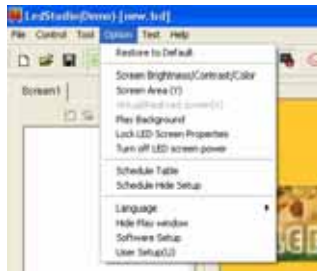 LedStudio(Demo)-[new.lsd]
File Control Tool Option Test Help
Restore to Default
Screen1
Screen Brightness/Contrast/Color
Screen Area (Y)
Play Background
Lock LED Screen Properties
Turn off LED screen power
Schedule Table
Schedule Hide Setup
Language
Hide Play window
Software Setup
User Setup(U)